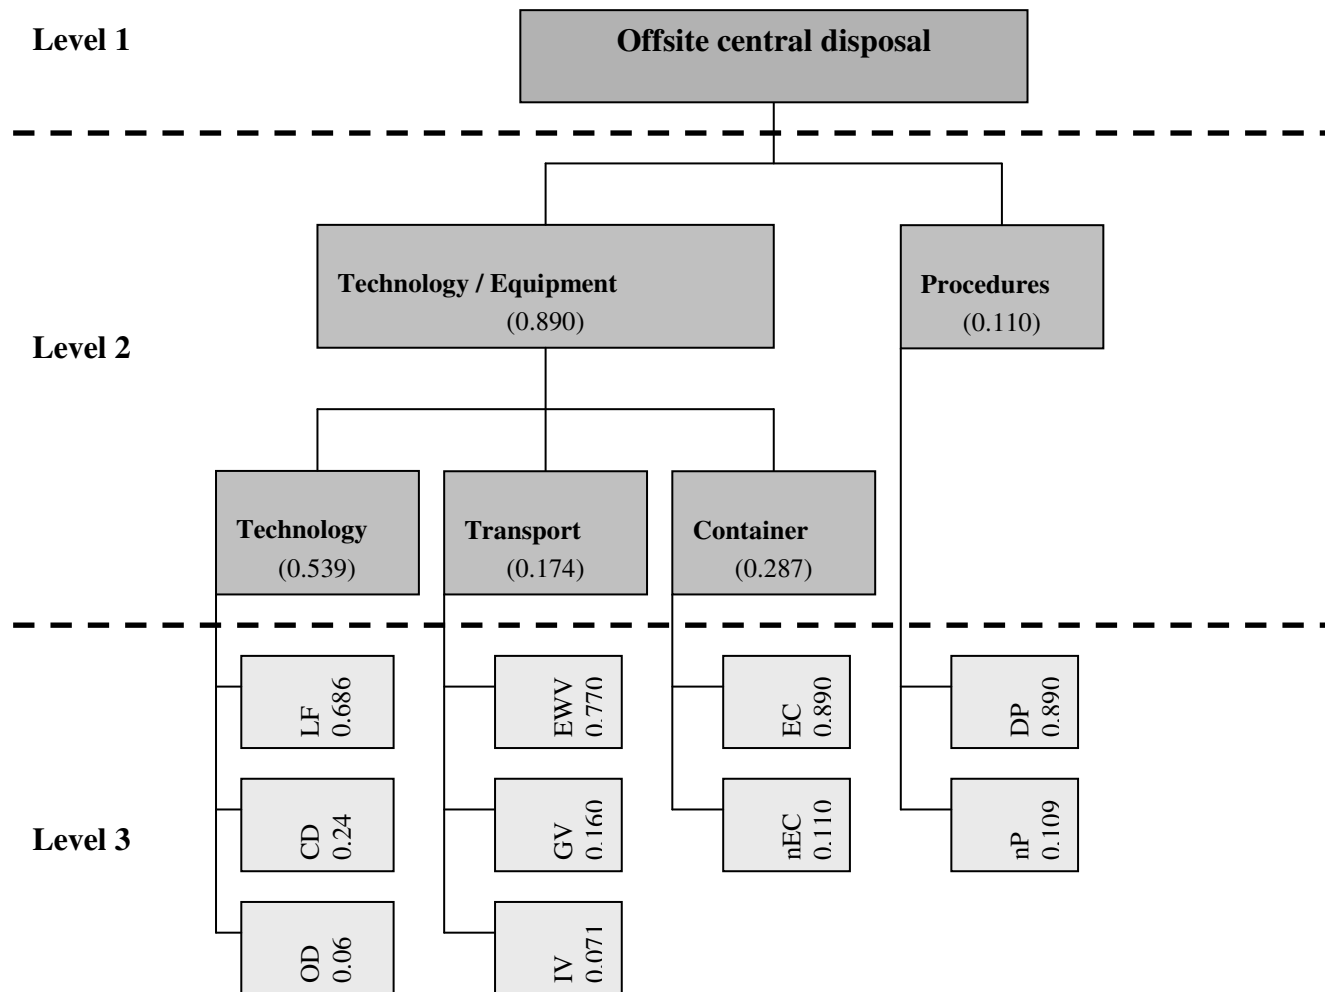 Level 1
Offsite central disposal
Level 2
Technology / Equipment
(0.890)
Procedures
(0.110)
Technology
(0.539)
Transport
(0.174)
Container
(0.287)
Level 3
LF
0.686
EWV
0.770
EC
0.890
DP
0.890
CD
0.24
GV
0.160
nEC
0.110
nP
0.109
OD
0.06
IV
0.071